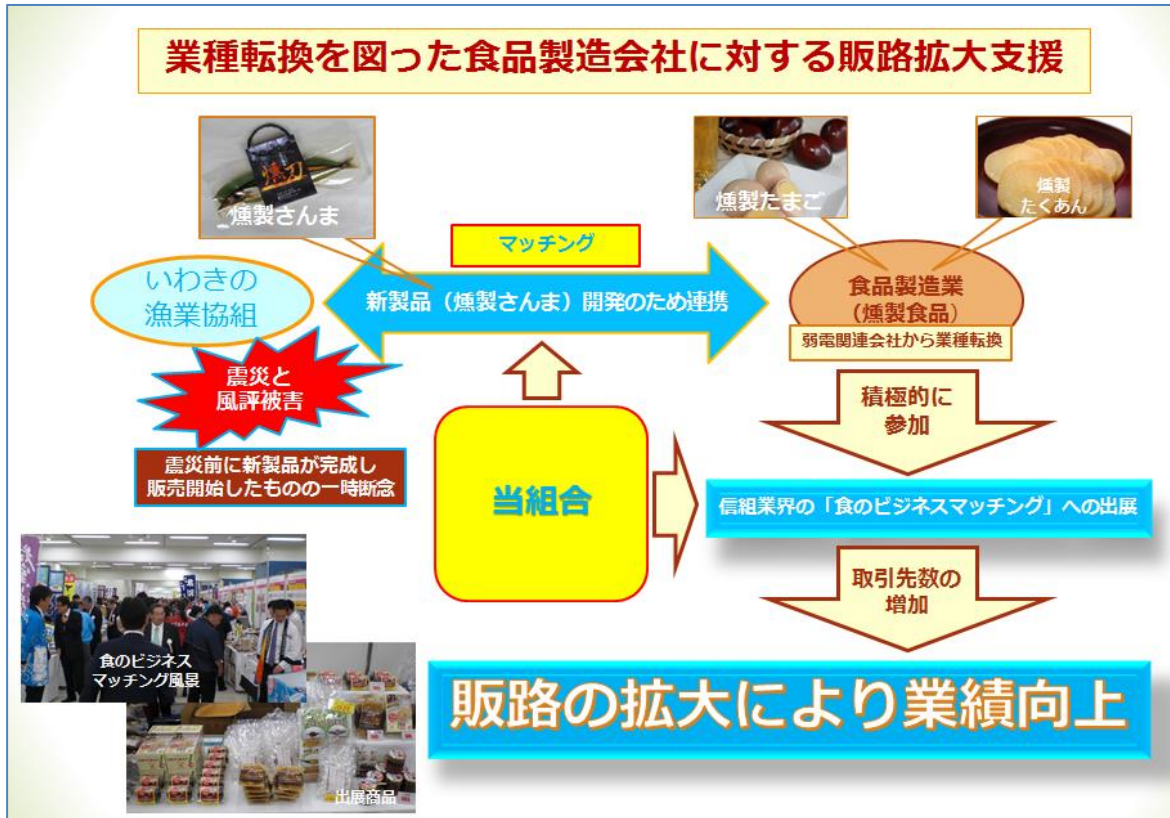 業種転換を図った食品製造会社に対する販路拡大支援
燻製さんま
燻製たまご
燻製
たくあん
マッチング
いわきの
漁業協組
新製品(燻製さんま)開発のため連携
食品製造業
(燻製食品)
弱電関連会社から業種転換
震災と
風評被害
震災前に新製品が完成し
販売開始したものの一時断念
積極的に
参加
当組合
信組業界の「食のビジネスマッチング」への出展
取引先数の
増加
食のビジネス
マッチング風景
販路の拡大により業績向上
出展商品